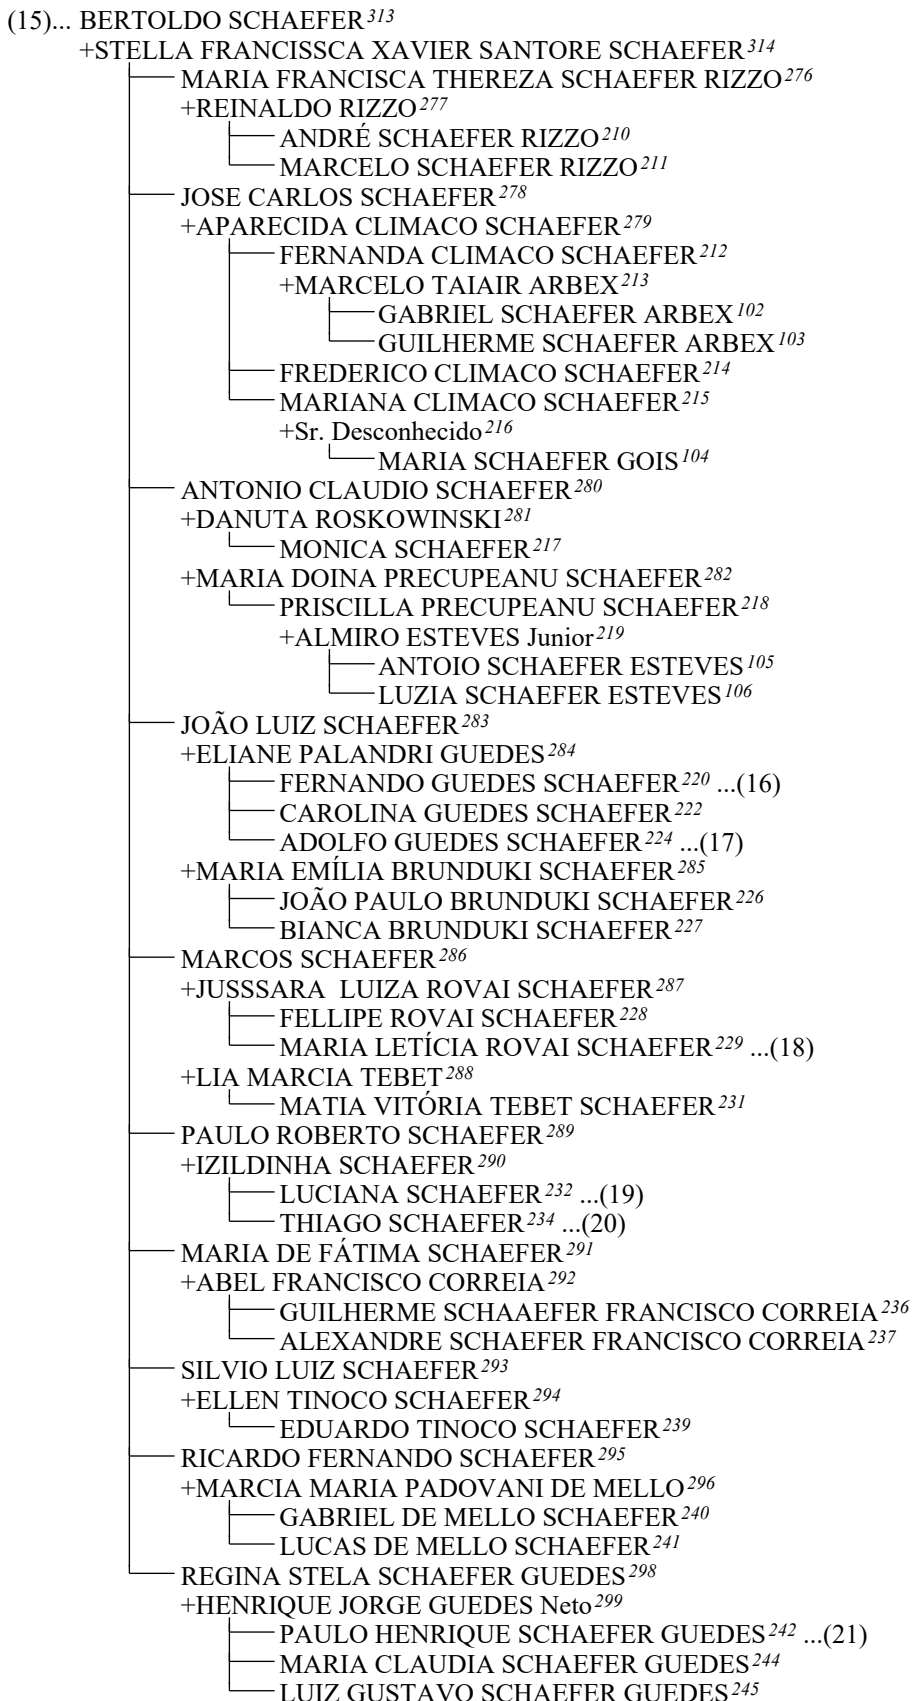 (15)... BERTOLDO SCHAEFER313
+STELLA FRANCISSCA XAVIER SANTORE SCHAEFER314
MARIA FRANCISCA THEREZA SCHAEFER RIZZO276
+REINALDO RIZZO277
ANDRÉ SCHAEFER RIZZO210
MARCELO SCHAEFER RIZZO211
JOSE CARLOS SCHAEFER278
+APARECIDA CLIMACO SCHAEFER279
FERNANDA CLIMACO SCHAEFER212
+MARCELO TAIAIR ARBEX213
GABRIEL SCHAEFER ARBEX102
GUILHERME SCHAEFER ARBEX103
FREDERICO CLIMACO SCHAEFER214
MARIANA CLIMACO SCHAEFER215
+Sr. Desconhecido216
MARIA SCHAEFER GOIS104
ANTONIO CLAUDIO SCHAEFER280
+DANUTA ROSKOWINSKI281
MONICA SCHAEFER217
+MARIA DOINA PRECUPEANU SCHAEFER282
PRISCILLA PRECUPEANU SCHAEFER218
+ALMIRO ESTEVES Junior219
ANTOIO SCHAEFER ESTEVES105
LUZIA SCHAEFER ESTEVES106
JOÃO LUIZ SCHAEFER283
+ELIANE PALANDRI GUEDES284
FERNANDO GUEDES SCHAEFER220 ...(16)
CAROLINA GUEDES SCHAEFER222
ADOLFO GUEDES SCHAEFER224 ...(17)
+MARIA EMÍLIA BRUNDUKI SCHAEFER285
JOÃO PAULO BRUNDUKI SCHAEFER226
BIANCA BRUNDUKI SCHAEFER227
MARCOS SCHAEFER286
+JUSSSARA LUIZA ROVAI SCHAEFER287
FELLIPE ROVAI SCHAEFER228
MARIA LETÍCIA ROVAI SCHAEFER229 ...(18)
+LIA MARCIA TEBET288
MATIA VITÓRIA TEBET SCHAEFER231
PAULO ROBERTO SCHAEFER289
+IZILDINHA SCHAEFER290
LUCIANA SCHAEFER232 ...(19)
THIAGO SCHAEFER234 ...(20)
MARIA DE FÁTIMA SCHAEFER291
+ABEL FRANCISCO CORREIA292
GUILHERME SCHAAEFER FRANCISCO CORREIA236
ALEXANDRE SCHAEFER FRANCISCO CORREIA237
SILVIO LUIZ SCHAEFER293
+ELLEN TINOCO SCHAEFER294
EDUARDO TINOCO SCHAEFER239
RICARDO FERNANDO SCHAEFER295
+MARCIA MARIA PADOVANI DE MELLO296
GABRIEL DE MELLO SCHAEFER240
LUCAS DE MELLO SCHAEFER241
REGINA STELA SCHAEFER GUEDES298
+HENRIQUE JORGE GUEDES Neto299
PAULO HENRIQUE SCHAEFER GUEDES242 ...(21)
MARIA CLAUDIA SCHAEFER GUEDES244
LUIZ GUSTAVO SCHAEFER GUEDES245